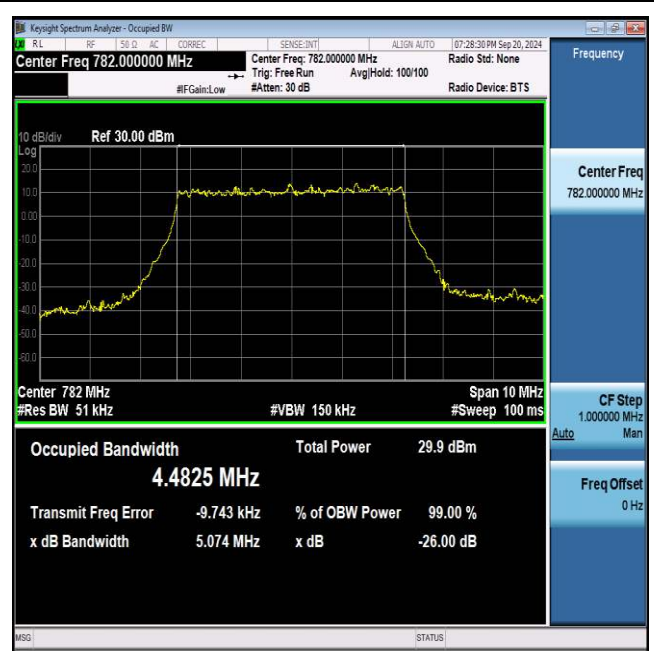 Keysight Spectrum Analyzer - Occupied BW
RL RF 50 Ω AC CORREC SENSE:INT ALIGN AUTO 07:28:30 PM Sep 20, 2024
Center Freq 782.000000 MHz Center Freq: 782.000000 MHz Radio Std: None
Trig: Free Run Avg|Hold: 100/100
#IFGain:Low #Atten: 30 dB Radio Device: BTS
Frequency
10 dB/div Ref 30.00 dBm
Log
20.0
10.0
0.00
-10.0
-20.0
-30.0
-40.0
-50.0
-60.0
Center 782 MHz Span 10 MHz
#Res BW 51 kHz #VBW 150 kHz #Sweep 100 ms
Occupied Bandwidth Total Power 29.9 dBm
4.4825 MHz
Transmit Freq Error -9.743 kHz % of OBW Power 99.00 %
x dB Bandwidth 5.074 MHz x dB -26.00 dB
Center Freq
782.000000 MHz
CF Step
1.000000 MHz
Auto Man
Freq Offset
0 Hz
MSG STATUS